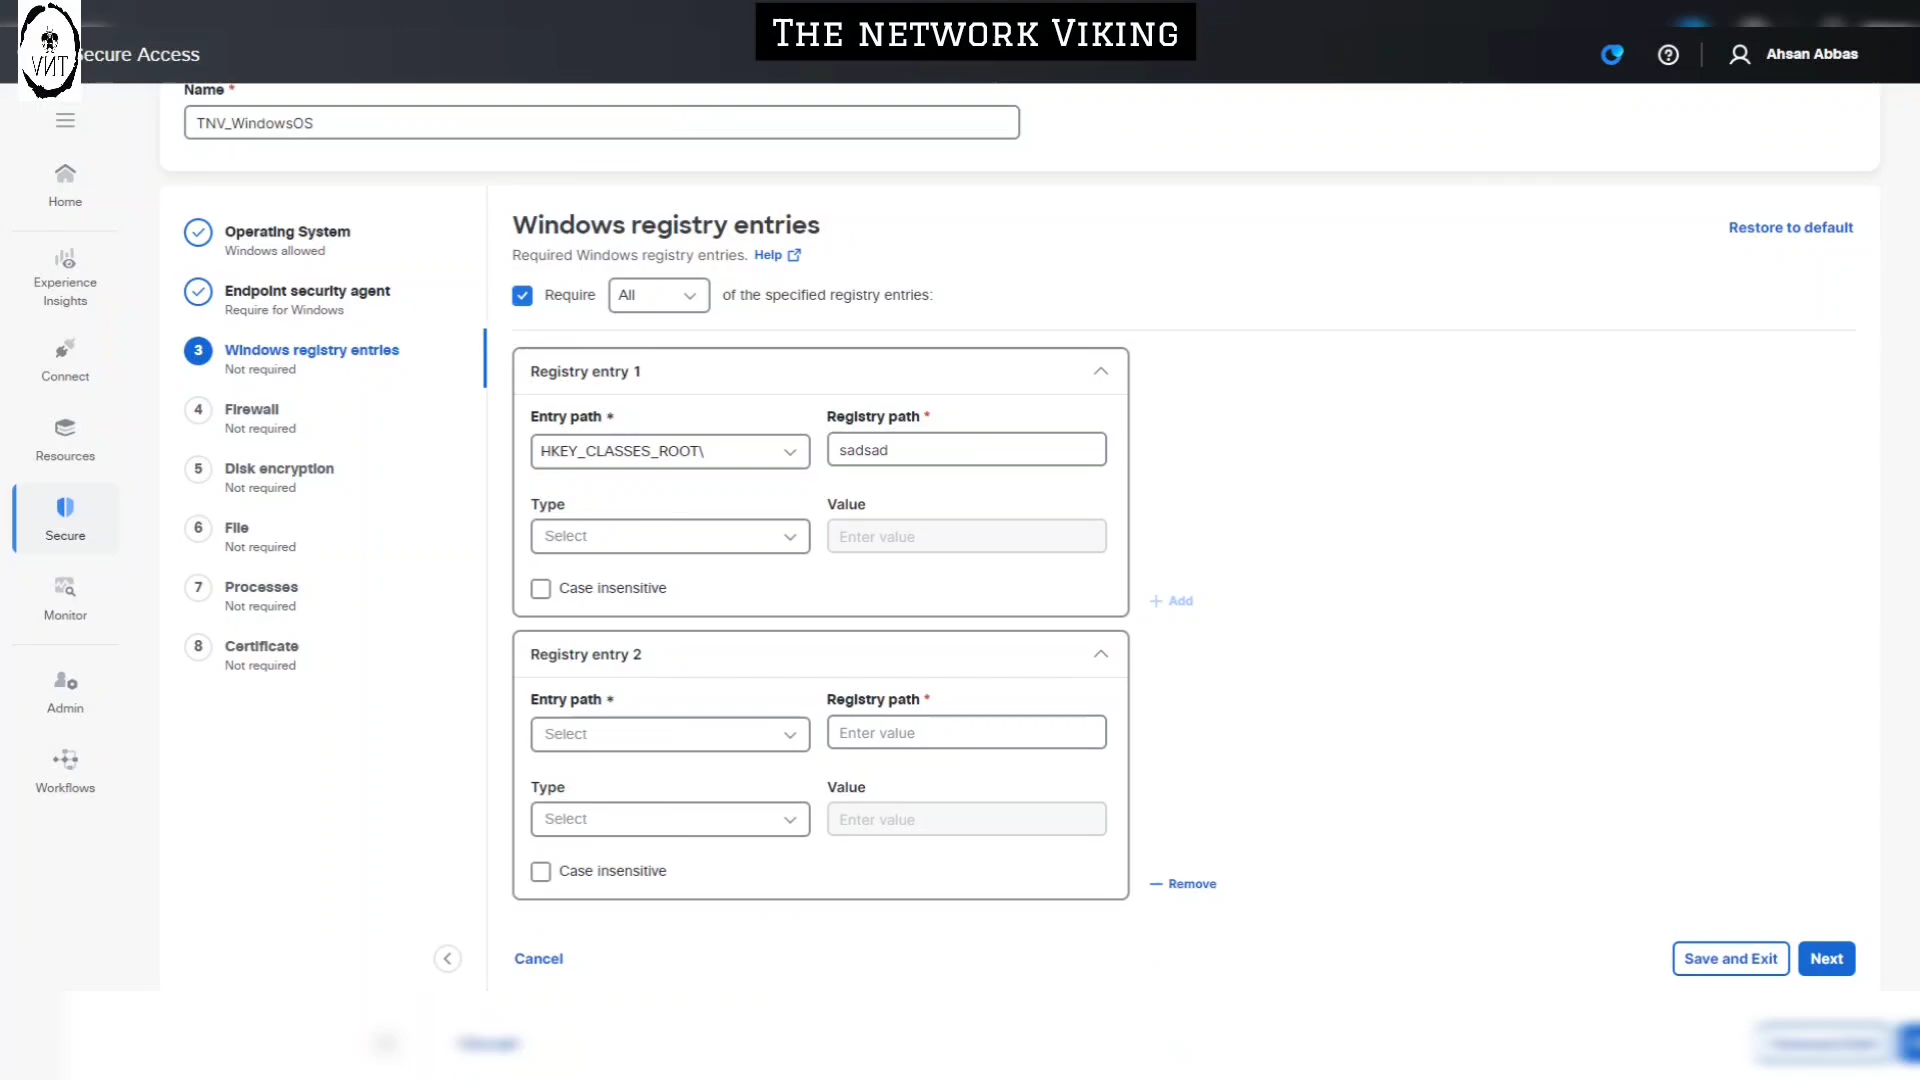 THE NETWORK VIKING
VNT
Secure Access
Ahsan Abbas
Name *
TNV_WindowsOS
Home
Experience
Insights
Connect
Resources
Secure
Monitor
Admin
Workflows
Operating System
Windows allowed
Endpoint security agent
Require for Windows
3
Windows registry entries
Not required
4
Firewall
Not required
5
Disk encryption
Not required
6
File
Not required
7
Processes
Not required
8
Certificate
Not required
Windows registry entries
Restore to default
Required Windows registry entries. Help
Require All of the specified registry entries:
Registry entry 1
Entry path * Registry path *
HKEY_CLASSES_ROOT\ sadsad
Type Value
Select Enter value
Case insensitive
+ Add
Registry entry 2
Entry path * Registry path *
Select Enter value
Type Value
Select Enter value
Case insensitive
— Remove
Cancel
Save and Exit
Next